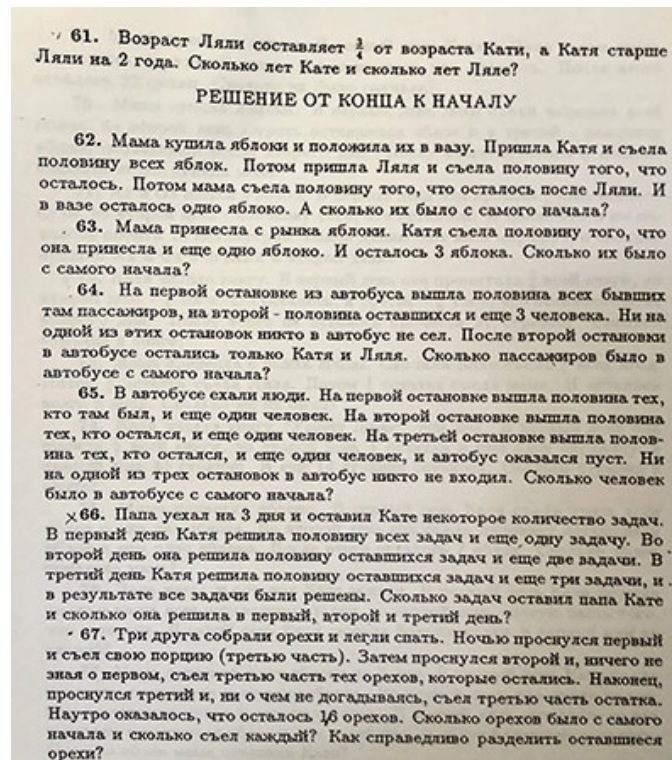 61. Возраст Ляли составляет 3/4 от возраста Кати, а Катя старше
Ляли на 2 года. Сколько лет Кате и сколько лет Ляле?
РЕШЕНИЕ ОТ КОНЦА К НАЧАЛУ
62. Мама купила яблоки и положила их в вазу. Пришла Катя и съела
половину всех яблок. Потом пришла Ляля и съела половину того, что
осталось. Потом мама съела половину того, что осталось после Ляли. И
в вазе осталось одно яблоко. А сколько их было с самого начала?
63. Мама принесла с рынка яблоки. Катя съела половину того, что
она принесла и еще одно яблоко. И осталось 3 яблока. Сколько их было
с самого начала?
64. На первой остановке из автобуса вышла половина всех бывших
там пассажиров, на второй - половина оставшихся и еще 3 человека. Ни на
одной из этих остановок никто в автобус не сел. После второй остановки
в автобусе остались только Катя и Ляля. Сколько пассажиров было в
автобусе с самого начала?
65. В автобусе ехали люди. На первой остановке вышла половина тех,
кто там был, и еще один человек. На второй остановке вышла половина
тех, кто остался, и еще один человек. На третьей остановке вышла полов-
ина тех, кто остался, и еще один человек, и автобус оказался пуст. Ни
на одной из трех остановок в автобус никто не входил. Сколько человек
было в автобусе с самого начала?
66. Папа уехал на 3 дня и оставил Кате некоторое количество задач.
В первый день Катя решила половину всех задач и еще одну задачу. Во
второй день она решила половину оставшихся задач и еще две задачи. В
третий день Катя решила половину оставшихся задач и еще три задачи, и
в результате все задачи были решены. Сколько задач оставил папа Кате
и сколько она решила в первый, второй и третий день?
67. Три друга собрали орехи и легли спать. Ночью проснулся первый
и съел свою порцию (третью часть). Затем проснулся второй и, ничего не
зная о первом, съел третью часть тех орехов, которые остались. Наконец,
проснулся третий и, ни о чем не догадываясь, съел третью часть остатка.
Наутро оказалось, что осталось 16 орехов. Сколько орехов было с самого
начала и сколько съел каждый? Как справедливо разделить оставшиеся
орехи?